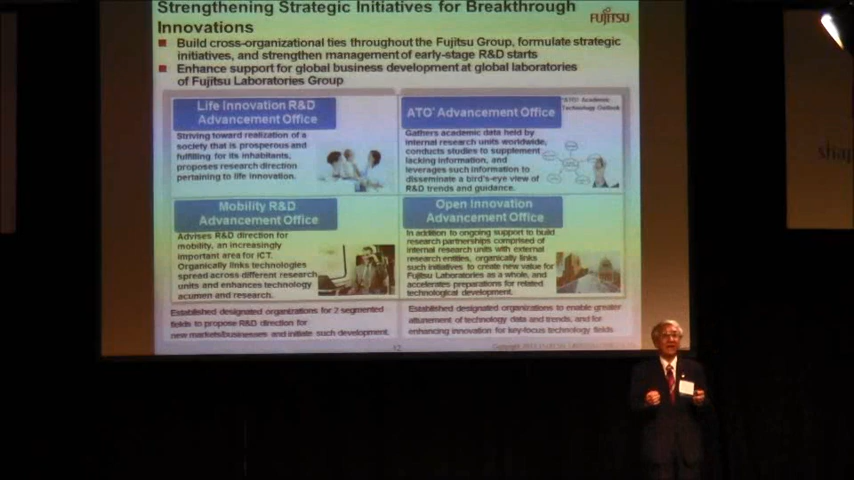 Strengthening Strategic Initiatives for Breakthrough
Innovations
FUJITSU
Build cross-organizational ties throughout the Fujitsu Group, formulate strategic
initiatives, and strengthen management of early-stage R&D starts
Enhance support for global business development at global laboratories
of Fujitsu Laboratories Group
Life Innovation R&D
Advancement Office
Striving toward realization of a
society that is prosperous and
fulfilling for its inhabitants,
proposes research direction
pertaining to life innovation.
ATO* Advancement Office
*ATO: Academic
Technology Outlook
Gathers academic data held by
internal research units worldwide,
conducts studies to supplement
lacking information, and
leverages such information to
disseminate a bird's-eye view of
R&D trends and guidance.
Mobility R&D
Advancement Office
Advises R&D direction for
mobility, an increasingly
important area for ICT.
Organically links technologies
spread across different research
units and enhances technology
acumen and research.
Open Innovation
Advancement Office
In addition to ongoing support to build
research partnerships comprised of
internal research units with external
research entities, organically links
such initiatives to create new value for
Fujitsu Laboratories as a whole, and
accelerates preparations for related
technological development.
Established designated organizations for 2 segmented
fields to propose R&D direction for
new markets/businesses and initiate such development.
Established designated organizations to enable greater
attunement of technology data and trends, and for
enhancing innovation for key-focus technology fields
12
Copyright
shap